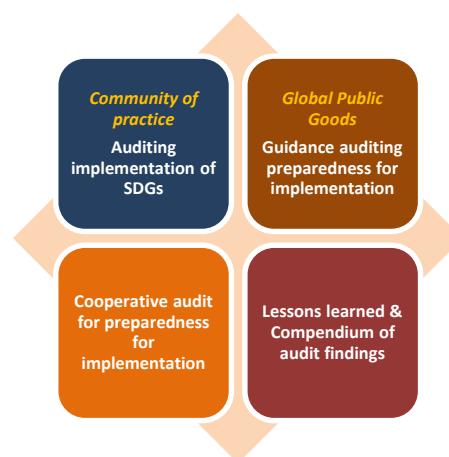 Community of
practice
Auditing
implementation of
SDGs
Global Public
Goods
Guidance auditing
preparedness for
implementation
Cooperative audit
for preparedness
for
implementation
Lessons learned &
Compendium of
audit findings